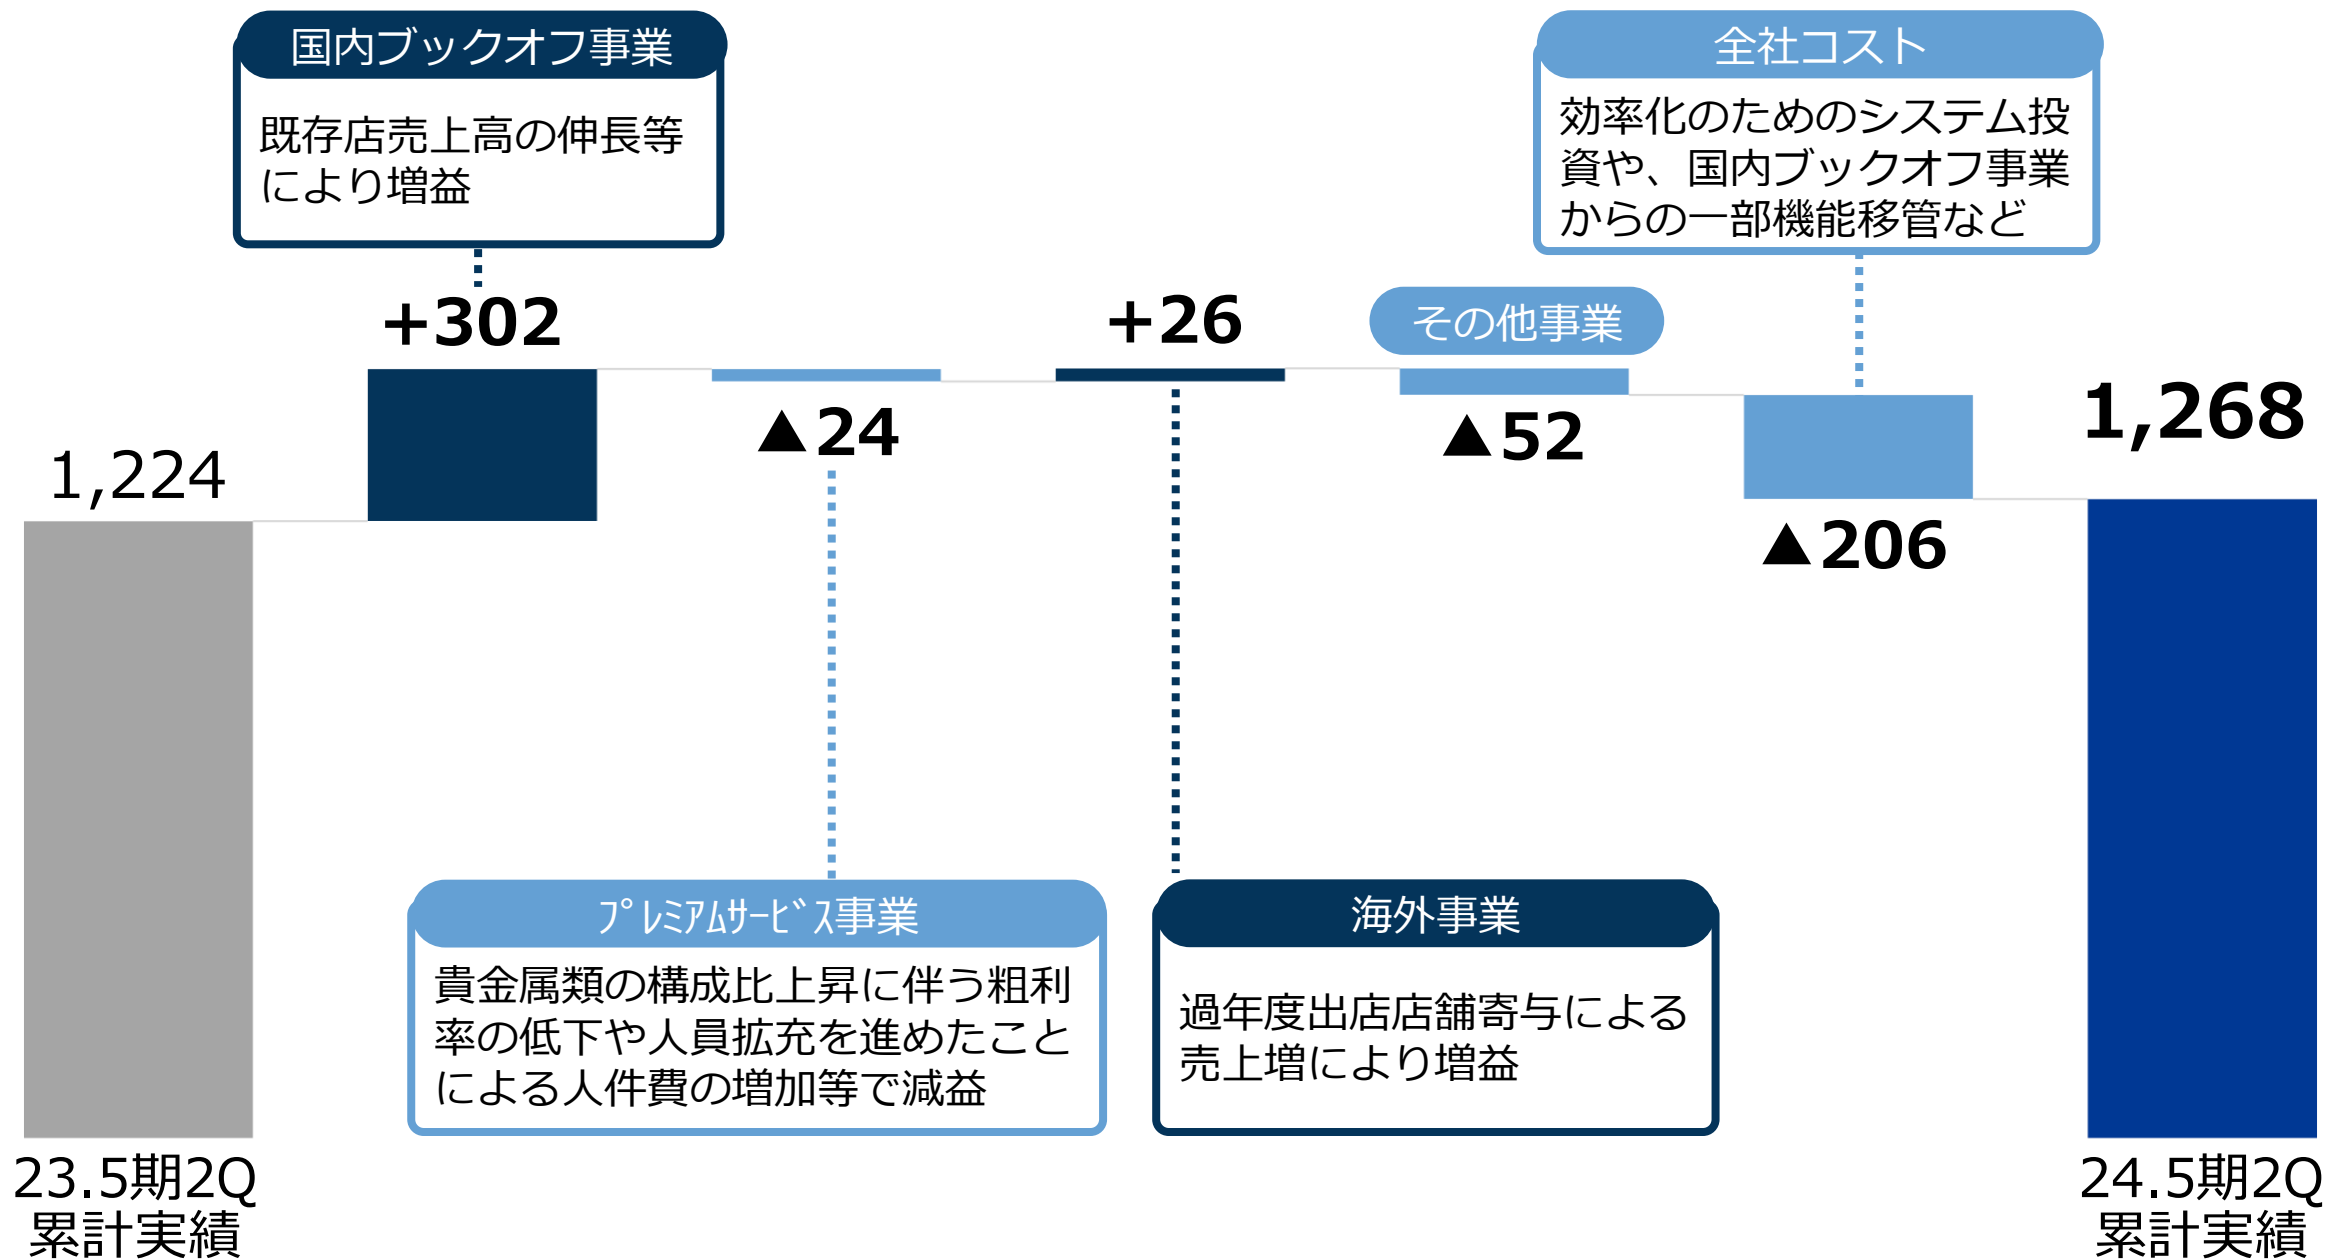 国内ブックオフ事業
既存店売上高の伸長等
により増益
全社コスト
効率化のためのシステム投
資や、国内ブックオフ事業
からの一部機能移管など
+302
+26
その他事業
▲24
▲52
1,268
1,224
▲206
ﾌﾟﾚﾐｱﾑｻｰﾋﾞｽ事業
貴金属類の構成比上昇に伴う粗利
率の低下や人員拡充を進めたこと
による人件費の増加等で減益
海外事業
過年度出店店舗寄与による
売上増により増益
23.5期2Q
累計実績
24.5期2Q
累計実績